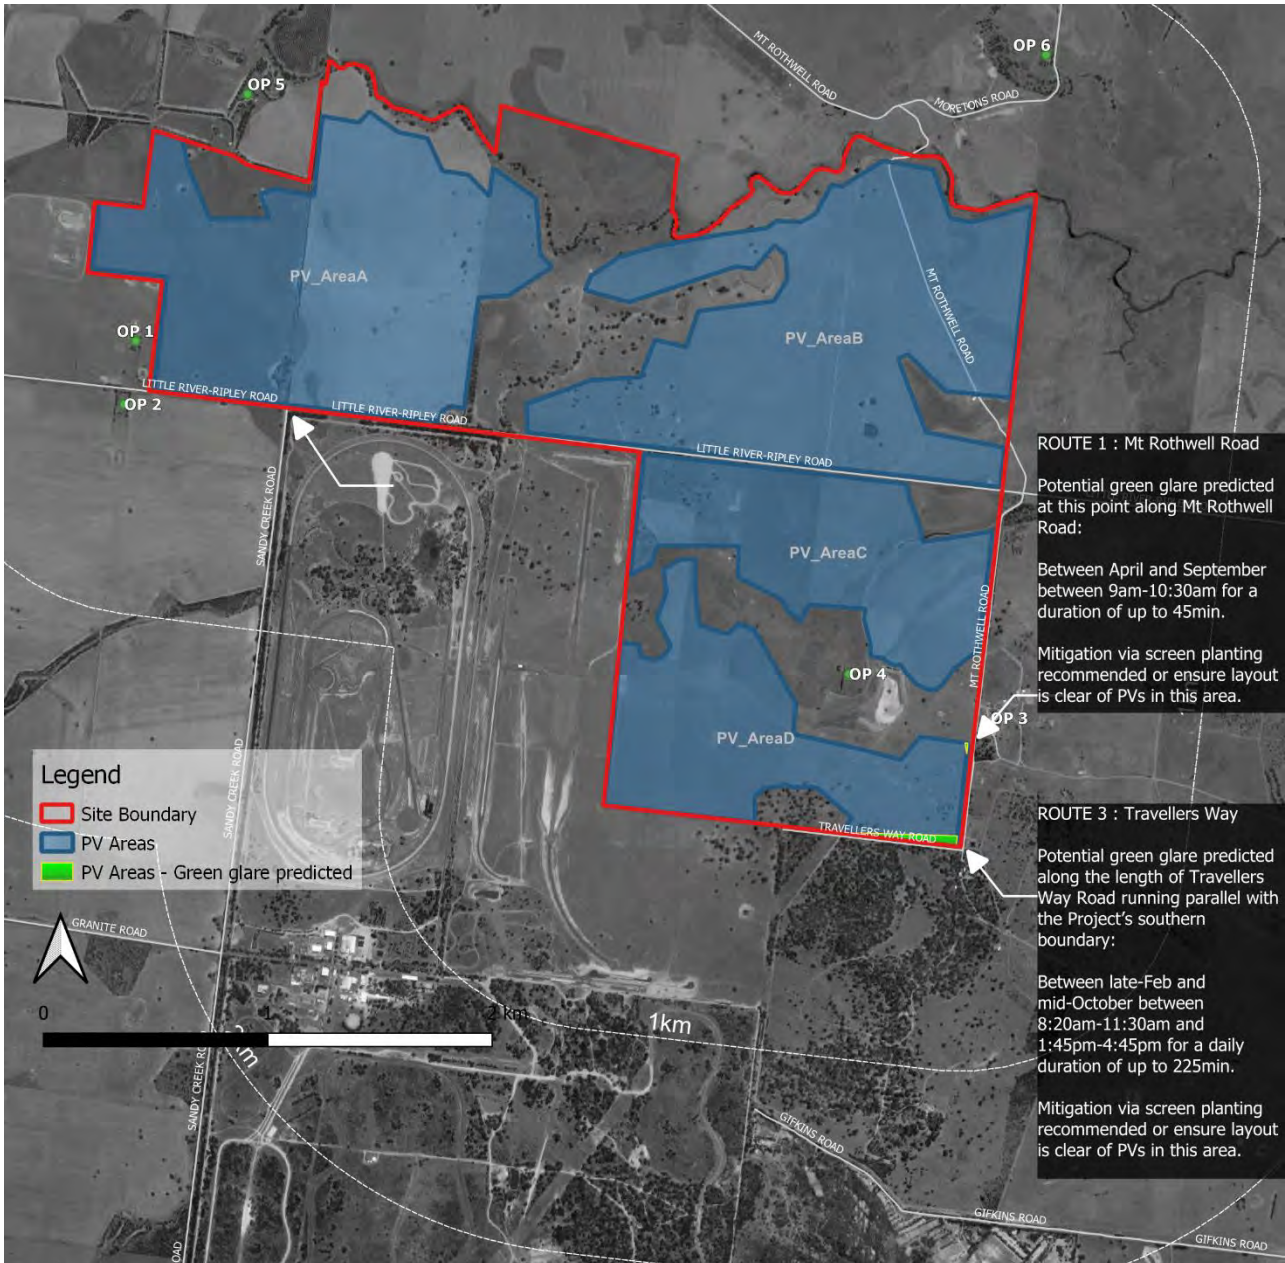 OP 6
MT ROTHWELL ROAD
MORETONS ROAD
OP 5
PV_AreaA
MT ROTHWELL ROAD
OP 1
PV_AreaB
LITTLE RIVER-RIPLEY ROAD
OP 2
LITTLE RIVER-RIPLEY ROAD
LITTLE RIVER-RIPLEY ROAD
SANDY CREEK ROAD
PV_AreaC
MT ROTHWELL ROAD
OP 4
OP 3
PV_AreaD
SANDY CREEK ROAD
TRAVELLERS WAY ROAD
ROUTE 1 : Mt Rothwell Road
Potential green glare predicted
at this point along Mt Rothwell
Road:
Between April and September
between 9am-10:30am for a
duration of up to 45min.
Mitigation via screen planting
recommended or ensure layout
is clear of PVs in this area.
ROUTE 3 : Travellers Way
Potential green glare predicted
along the length of Travellers
Way Road running parallel with
the Project's southern
boundary:
Between late-Feb and
mid-October between
8:20am-11:30am and
1:45pm-4:45pm for a daily
duration of up to 225min.
Mitigation via screen planting
recommended or ensure layout
is clear of PVs in this area.
Legend
Site Boundary
PV Areas
PV Areas - Green glare predicted
GRANITE ROAD
0
1
2 km
1km
SANDY CREEK
ROAD
GIFKINS ROAD
GIFKINS ROAD
GIFKINS ROAD